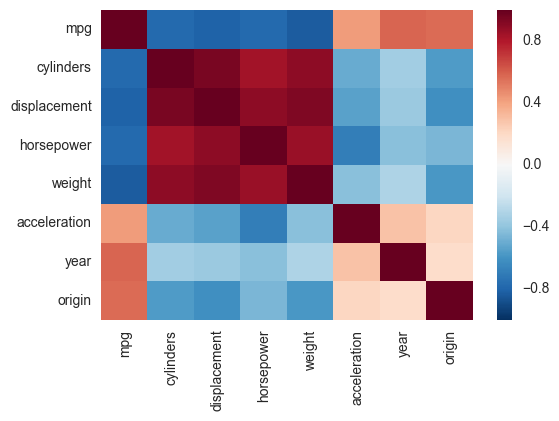 mpg
cylinders
displacement
horsepower
weight
acceleration
year
origin
mpg
cylinders
displacement
horsepower
weight
acceleration
year
origin
0.8
0.4
0.0
−0.4
−0.8